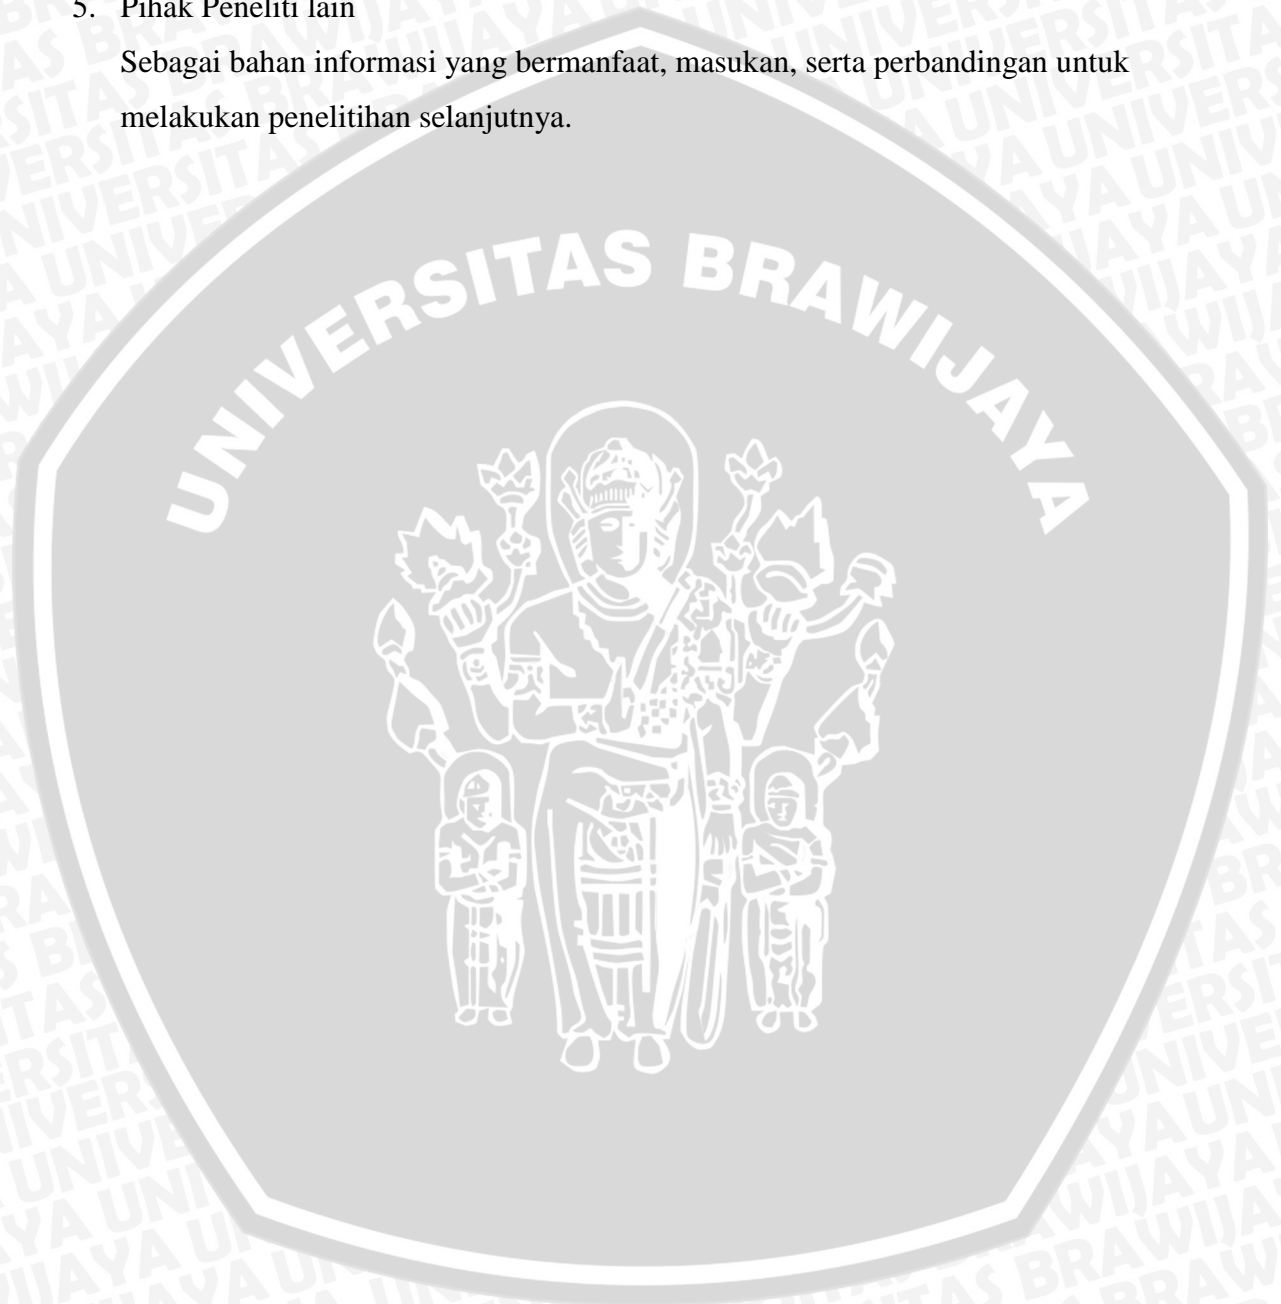 5. Pihak Peneliti lain
Sebagai bahan informasi yang bermanfaat, masukan, serta perbandingan untuk
melakukan penelitihan selanjutnya.
UNIVERSITAS BRAWIJAYA